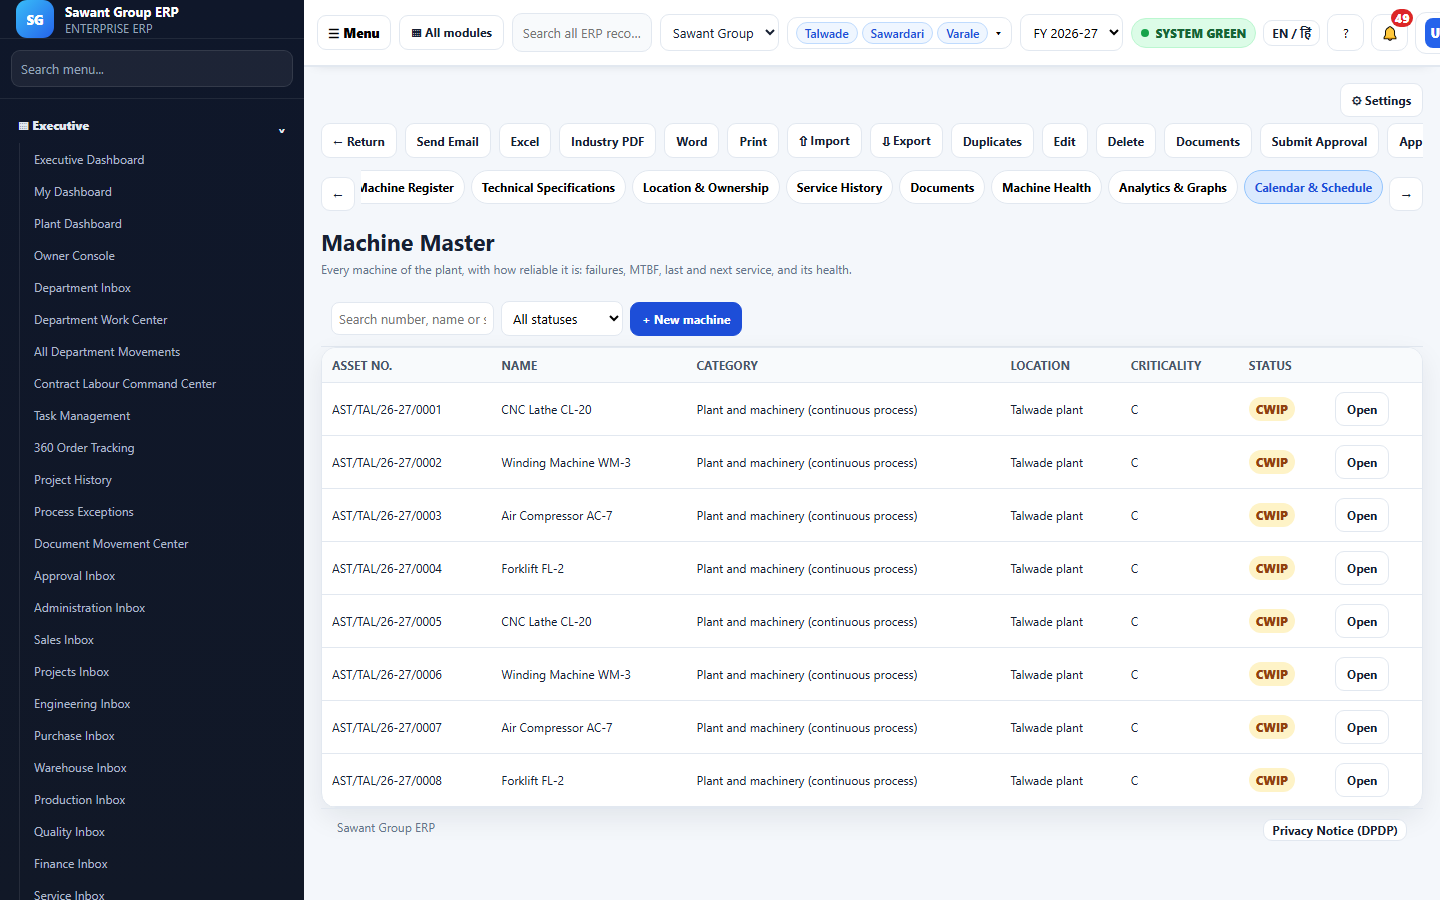 SG
Sawant Group ERP
ENTERPRISE ERP
Search menu...
Executive
Executive Dashboard
My Dashboard
Plant Dashboard
Owner Console
Department Inbox
Department Work Center
All Department Movements
Contract Labour Command Center
Task Management
360 Order Tracking
Project History
Process Exceptions
Document Movement Center
Approval Inbox
Administration Inbox
Sales Inbox
Projects Inbox
Engineering Inbox
Purchase Inbox
Warehouse Inbox
Production Inbox
Quality Inbox
Finance Inbox
Service Inbox
☰ Menu
All modules
Search all ERP reco...
Sawant Group
Talwade
Sawardari
Varale
FY 2026-27
SYSTEM GREEN
EN / हिं
?
49
U
⚙ Settings
← Return
Send Email
Excel
Industry PDF
Word
Print
⇧ Import
⇩ Export
Duplicates
Edit
Delete
Documents
Submit Approval
App
←
Machine Register
Technical Specifications
Location & Ownership
Service History
Documents
Machine Health
Analytics & Graphs
Calendar & Schedule
→
Machine Master
Every machine of the plant, with how reliable it is: failures, MTBF, last and next service, and its health.
Search number, name or s
All statuses
+ New machine
ASSET NO. NAME CATEGORY LOCATION CRITICALITY STATUS
AST/TAL/26-27/0001 CNC Lathe CL-20 Plant and machinery (continuous process) Talwade plant C CWIP Open
AST/TAL/26-27/0002 Winding Machine WM-3 Plant and machinery (continuous process) Talwade plant C CWIP Open
AST/TAL/26-27/0003 Air Compressor AC-7 Plant and machinery (continuous process) Talwade plant C CWIP Open
AST/TAL/26-27/0004 Forklift FL-2 Plant and machinery (continuous process) Talwade plant C CWIP Open
AST/TAL/26-27/0005 CNC Lathe CL-20 Plant and machinery (continuous process) Talwade plant C CWIP Open
AST/TAL/26-27/0006 Winding Machine WM-3 Plant and machinery (continuous process) Talwade plant C CWIP Open
AST/TAL/26-27/0007 Air Compressor AC-7 Plant and machinery (continuous process) Talwade plant C CWIP Open
AST/TAL/26-27/0008 Forklift FL-2 Plant and machinery (continuous process) Talwade plant C CWIP Open
Sawant Group ERP
Privacy Notice (DPDP)